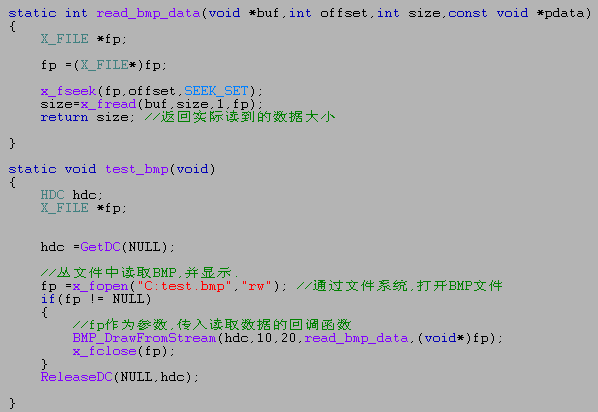 static int read_bmp_data(void *buf,int offset,int size,const void *pdata)
{
X_FILE *fp;
fp =(X_FILE*)fp;
x_fseek(fp,offset,SEEK_SET);
size=x_fread(buf,size,1,fp);
return size; //返回实际读到的数据大小
}
static void test_bmp(void)
{
HDC hdc;
X_FILE *fp;
hdc =GetDC(NULL);
//丛文件中读取BMP,并显示.
fp =x_fopen("C:test.bmp","rw"); //通过文件系统,打开BMP文件
if(fp != NULL)
{
//fp作为参数,传入读取数据的回调函数
BMP_DrawFromStream(hdc,10,20,read_bmp_data,(void*)fp);
x_fclose(fp);
}
ReleaseDC(NULL,hdc);
}